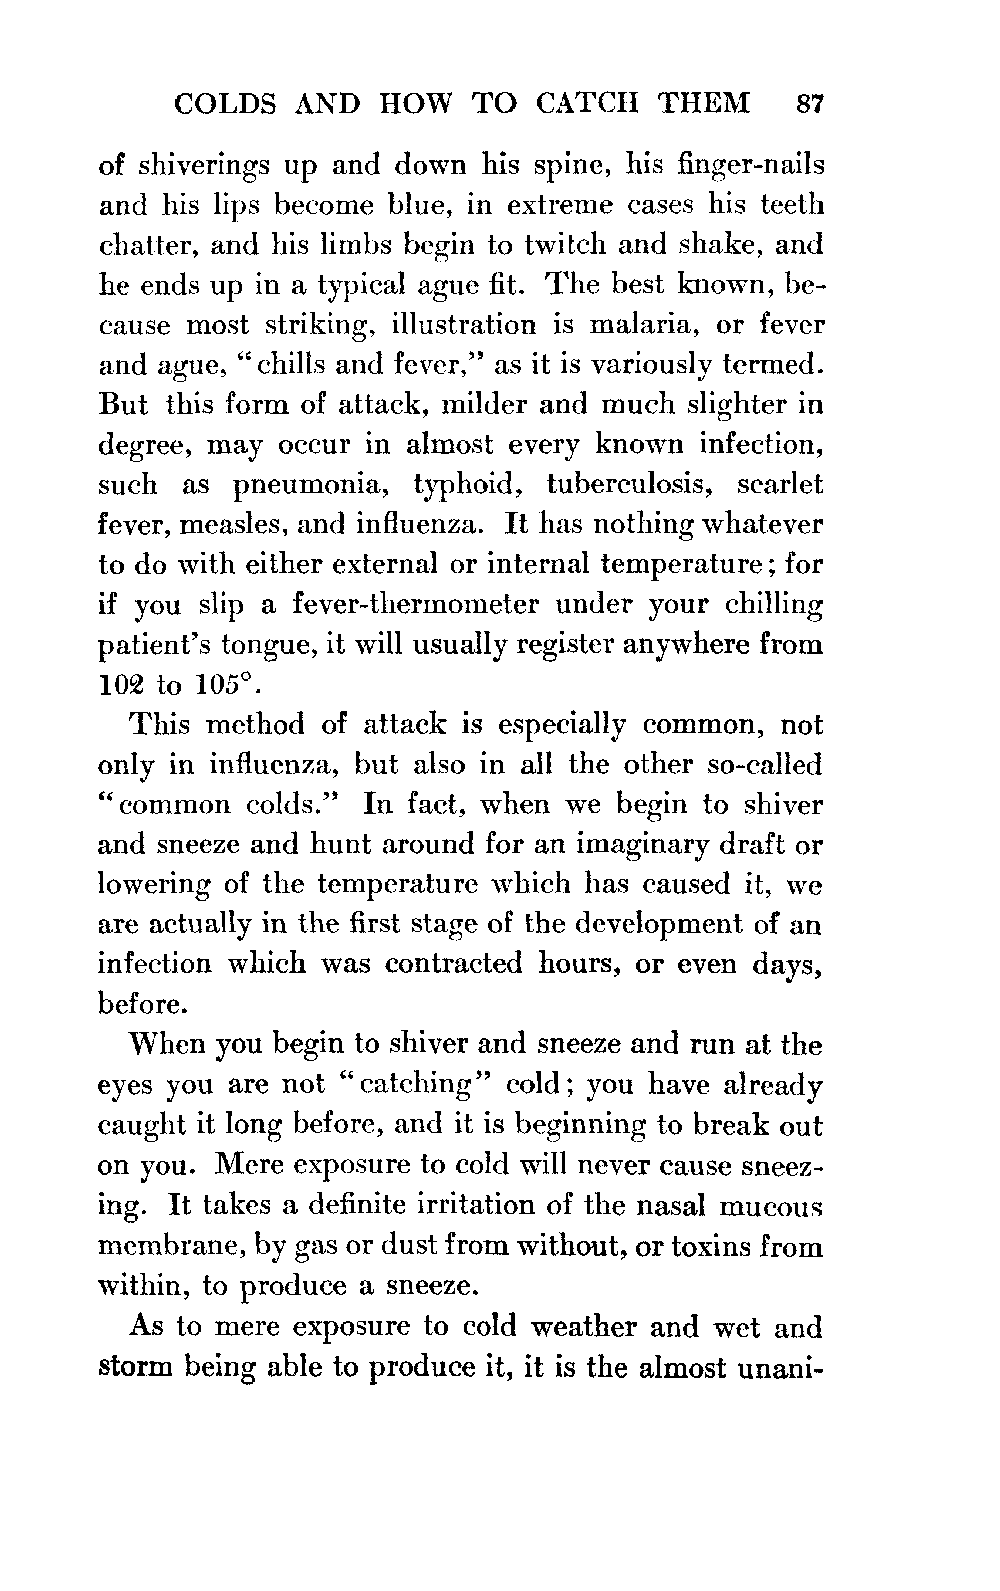 COLDS AND HOW TO CATCH THEM 87
of shiverings up and down his spine, his finger-nails
and his lips become blue, in extreme cases his teeth
chatter, and his limbs begin to twitch and shake, and
he ends up in a typical ague fit. The best known, be-
cause most striking, illustration is malaria, or fever
and ague, “chills and fever,” as it is variously termed.
But this form of attack, milder and much slighter in
degree, may occur in almost every known infection,
such as pneumonia, typhoid, tuberculosis, scarlet
fever, measles, and influenza. It has nothing whatever
to do with either external or internal temperature; for
if you slip a fever-thermometer under your chilling
patient’s tongue, it will usually register anywhere from
102 to 105°.
This method of attack is especially common, not
only in influenza, but also in all the other so-called
“common colds.” In fact, when we begin to shiver
and sneeze and hunt around for an imaginary draft or
lowering of the temperature which has caused it, we
are actually in the first stage of the development of an
infection which was contracted hours, or even days,
before.
When you begin to shiver and sneeze and run at the
eyes you are not “catching” cold; you have already
caught it long before, and it is beginning to break out
on you. Mere exposure to cold will never cause sneez-
ing. It takes a definite irritation of the nasal mucous
membrane, by gas or dust from without, or toxins from
within, to produce a sneeze.
As to mere exposure to cold weather and wet and
storm being able to produce it, it is the almost unani-